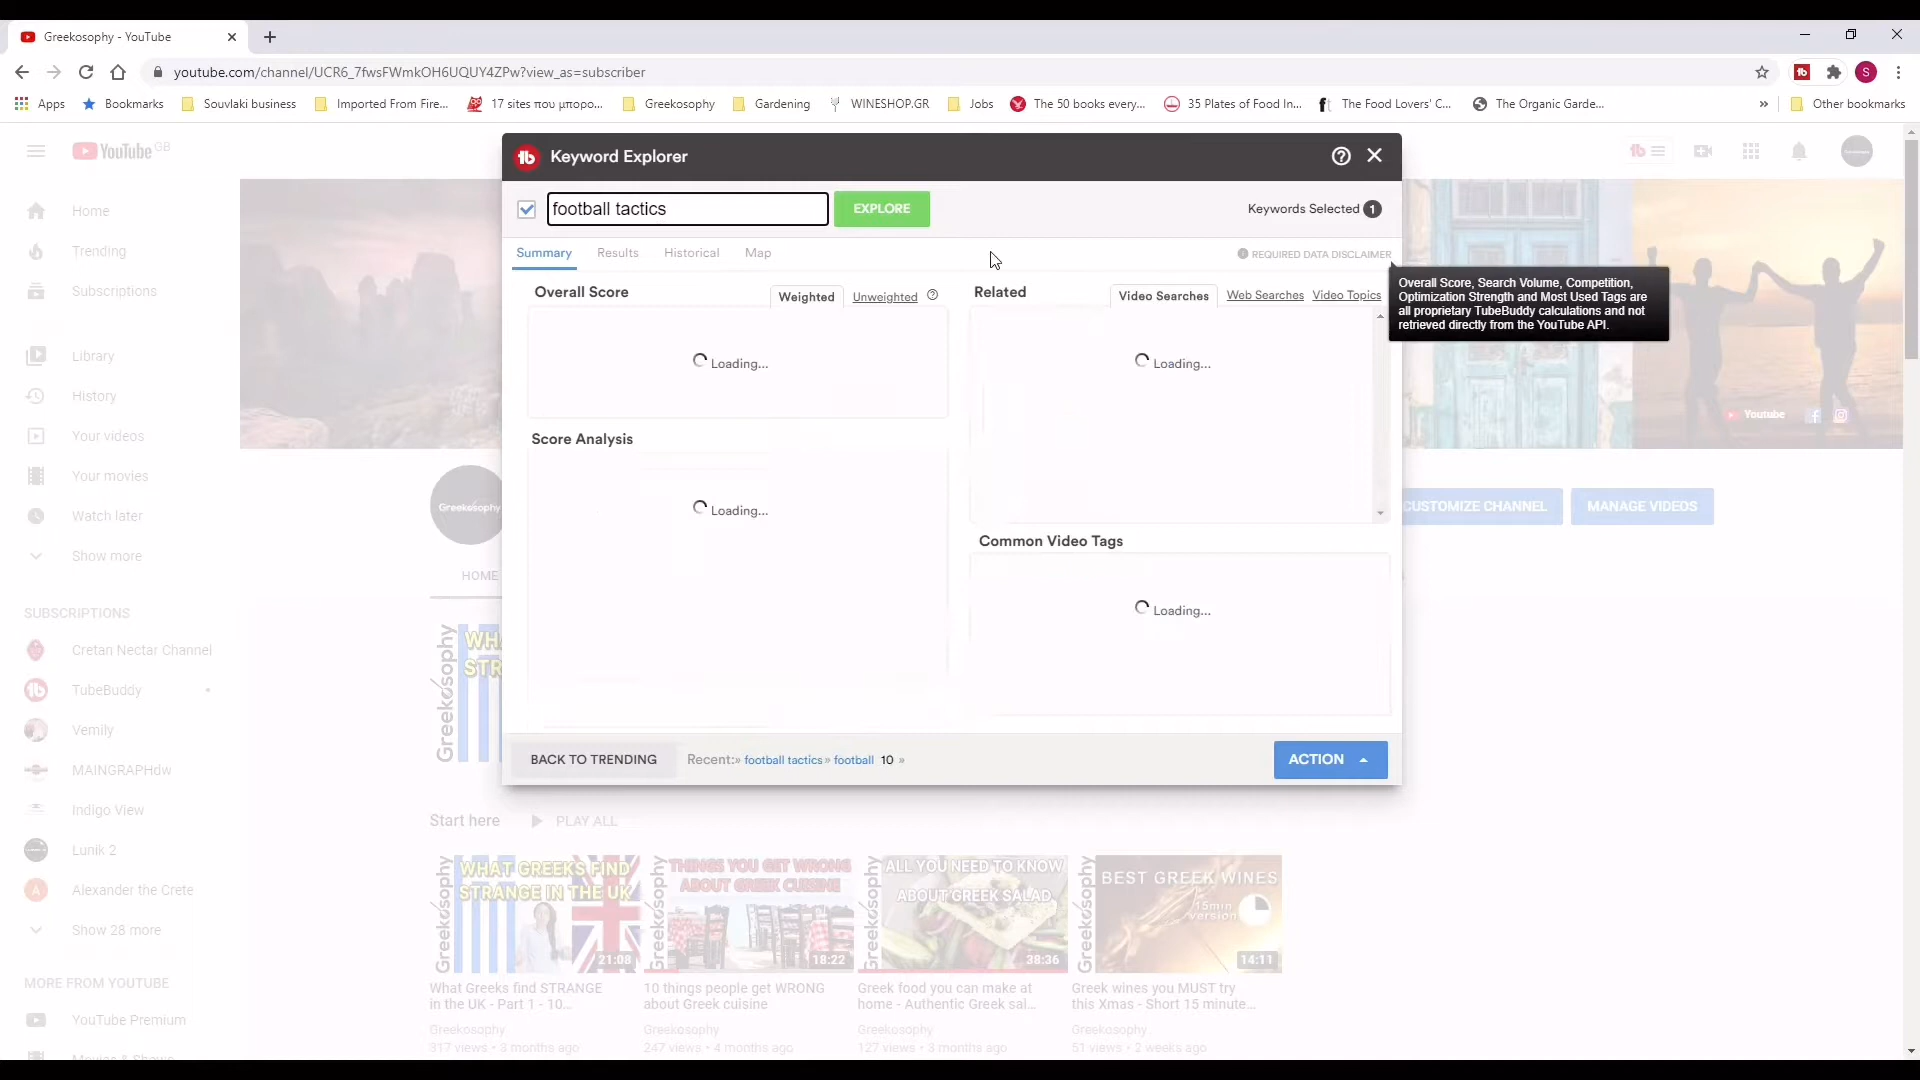 Greekosophy - YouTube
youtube.com/channel/UCR6_7fwsFWmkOH6UQUY4ZPw?view_as=subscriber
Apps Bookmarks Souvlaki business Imported From Fire... 17 sites που μπορο... Greekosophy Gardening WINESHOP.GR Jobs The 50 books every... 35 Plates of Food In... The Food Lovers' C... The Organic Garde... » Other bookmarks
YouTube GB
Home
Trending
Subscriptions
Library
History
Your videos
Your movies
Watch later
Show more
SUBSCRIPTIONS
Cretan Nectar Channel
TubeBuddy
Vemily
MAINGRAPHdw
Indigo View
Lunik 2
Alexander the Crete
Show 28 more
MORE FROM YOUTUBE
YouTube Premium
Keyword Explorer
football tactics
EXPLORE
Keywords Selected 1
Summary Results Historical Map
REQUIRED DATA DISCLAIMER
Overall Score, Search Volume, Competition,
Optimization Strength and Most Used Tags are
all proprietary TubeBuddy calculations and not
retrieved directly from the YouTube API.
Overall Score
Weighted Unweighted
Loading...
Score Analysis
Loading...
Related
Video Searches Web Searches Video Topics
Loading...
Common Video Tags
Loading...
BACK TO TRENDING
Recent:» football tactics » football 10 »
ACTION
Youtube
CUSTOMIZE CHANNEL
MANAGE VIDEOS
Greekosophy
HOME
Greekosophy
Start here
PLAY ALL
Greekosophy
WHAT GREEKS FIND
STRANGE IN THE UK
21:08
What Greeks find STRANGE
in the UK - Part 1 - 10...
Greekosophy
317 views • 3 months ago
Greekosophy
THINGS YOU GET WRONG
ABOUT GREEK CUISINE
18:22
10 things people get WRONG
about Greek cuisine
Greekosophy
247 views • 4 months ago
Greekosophy
ALL YOU NEED TO KNOW
ABOUT GREEK SALAD
38:36
Greek food you can make at
home - Authentic Greek sal...
Greekosophy
127 views • 3 months ago
Greekosophy
BEST GREEK WINES
15min
version
14:11
Greek wines you MUST try
this Xmas - Short 15 minute...
Greekosophy
51 views • 2 weeks ago